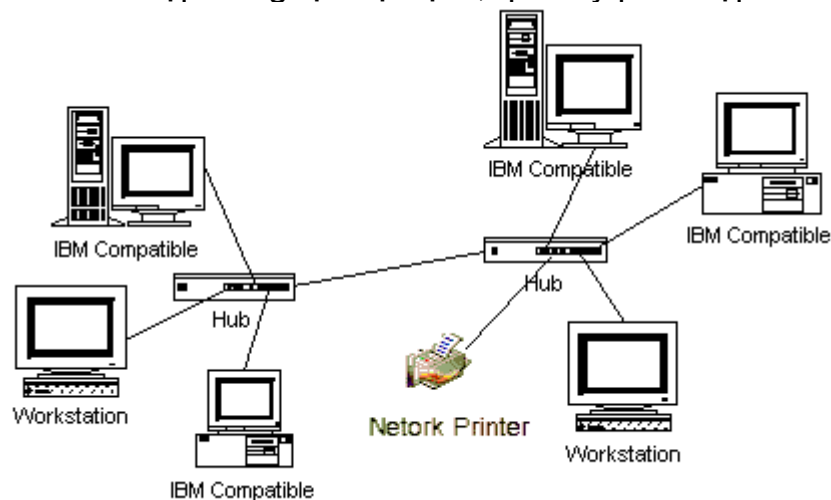 IBM Compatible
IBM Compatible
IBM Compatible
Hub
Hub
Workstation
Netork Printer
Workstation
IBM Compatible